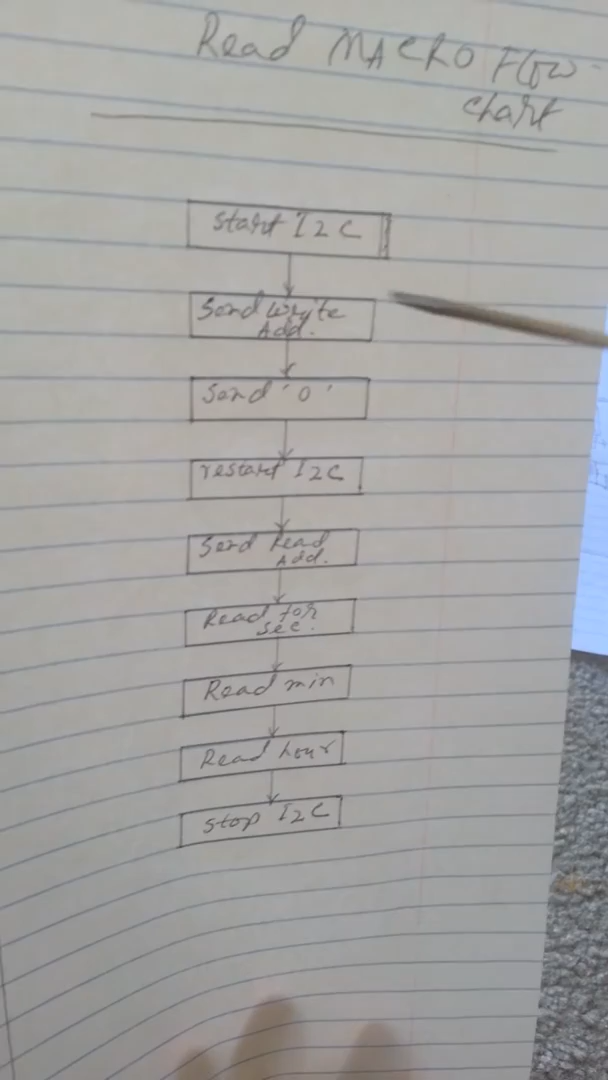 Read MACRO Flow
chart
Start I2C
Send Write
Add.
Send '0'
restart I2C
Send Read
Add.
Read for
sec.
Read min
Read hour
Stop I2C